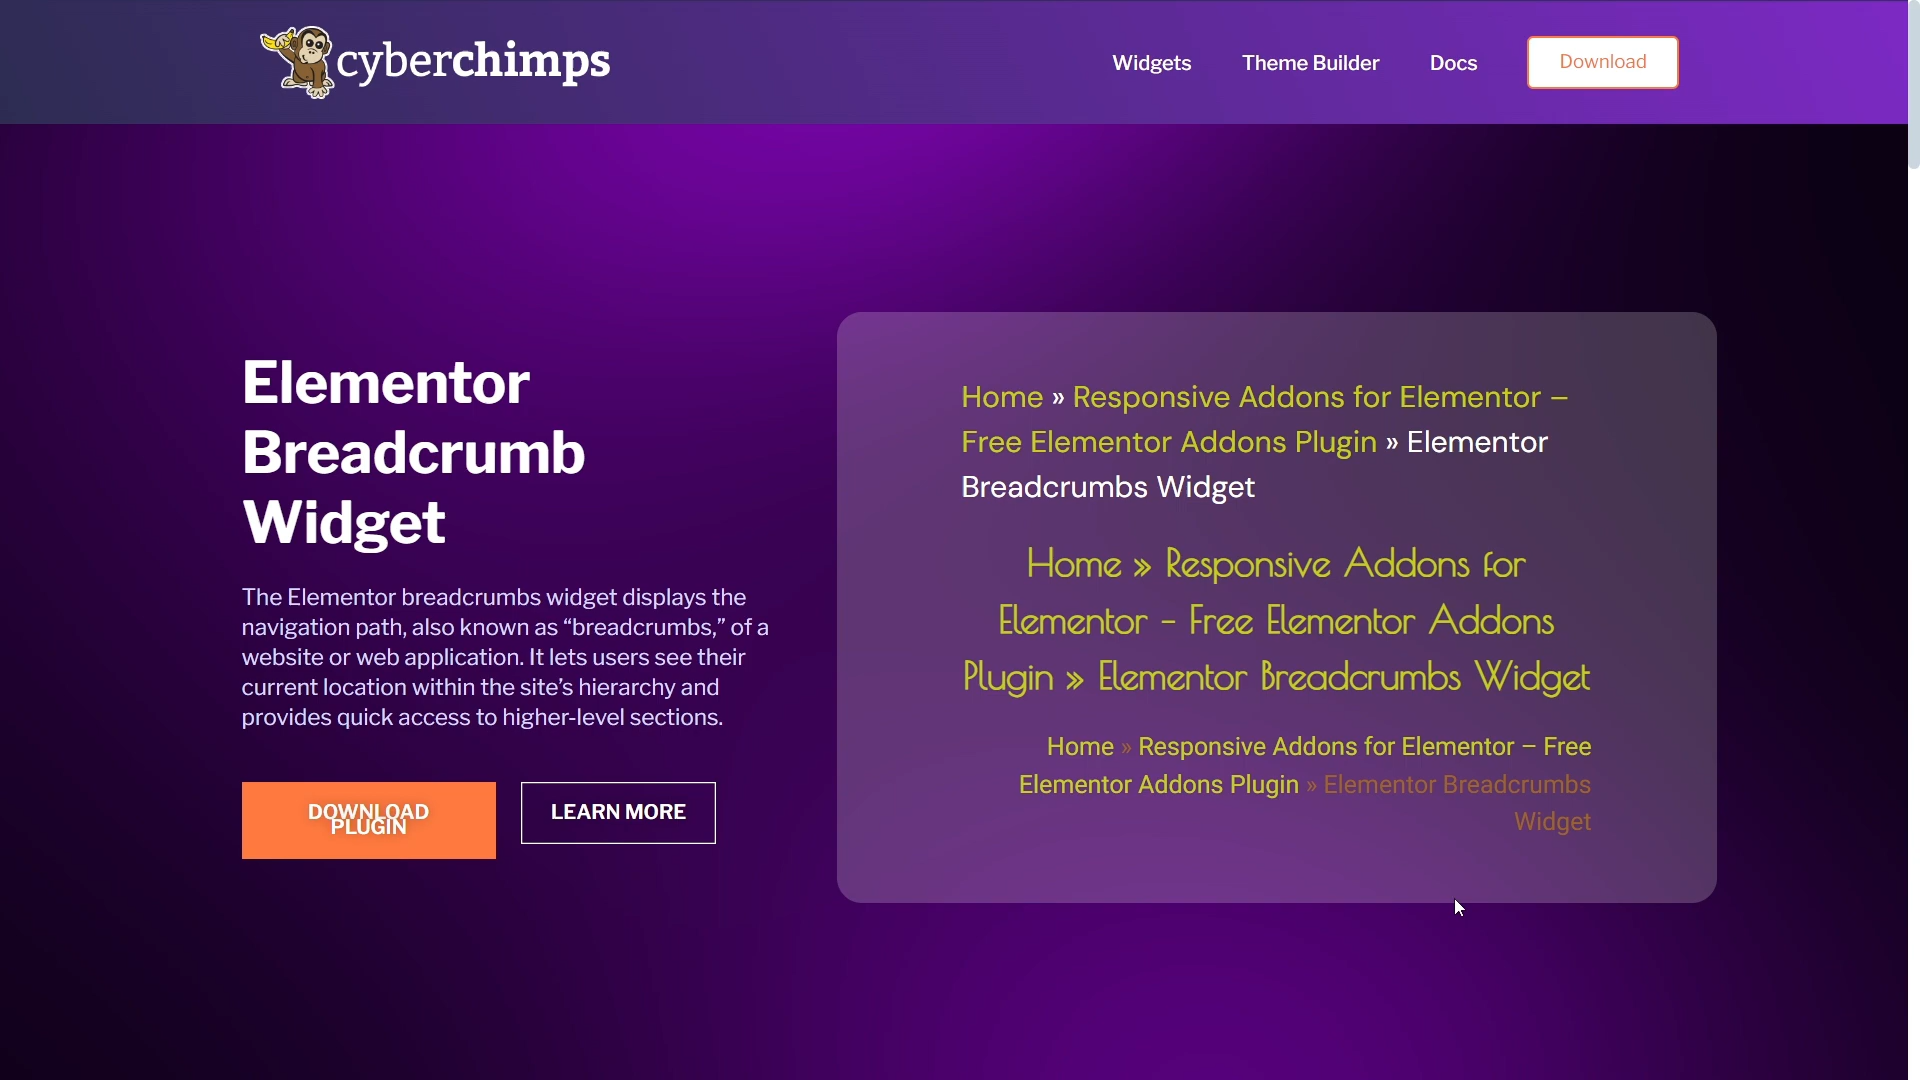 cyberchimps
Widgets
Theme Builder
Docs
Download
Elementor
Breadcrumb
Widget
The Elementor breadcrumbs widget displays the
navigation path, also known as “breadcrumbs,” of a
website or web application. It lets users see their
current location within the site’s hierarchy and
provides quick access to higher-level sections.
DOWNLOAD
PLUGIN
LEARN MORE
Home » Responsive Addons for Elementor –
Free Elementor Addons Plugin » Elementor
Breadcrumbs Widget
Home » Responsive Addons for
Elementor – Free Elementor Addons
Plugin » Elementor Breadcrumbs Widget
Home » Responsive Addons for Elementor – Free
Elementor Addons Plugin » Elementor Breadcrumbs
Widget